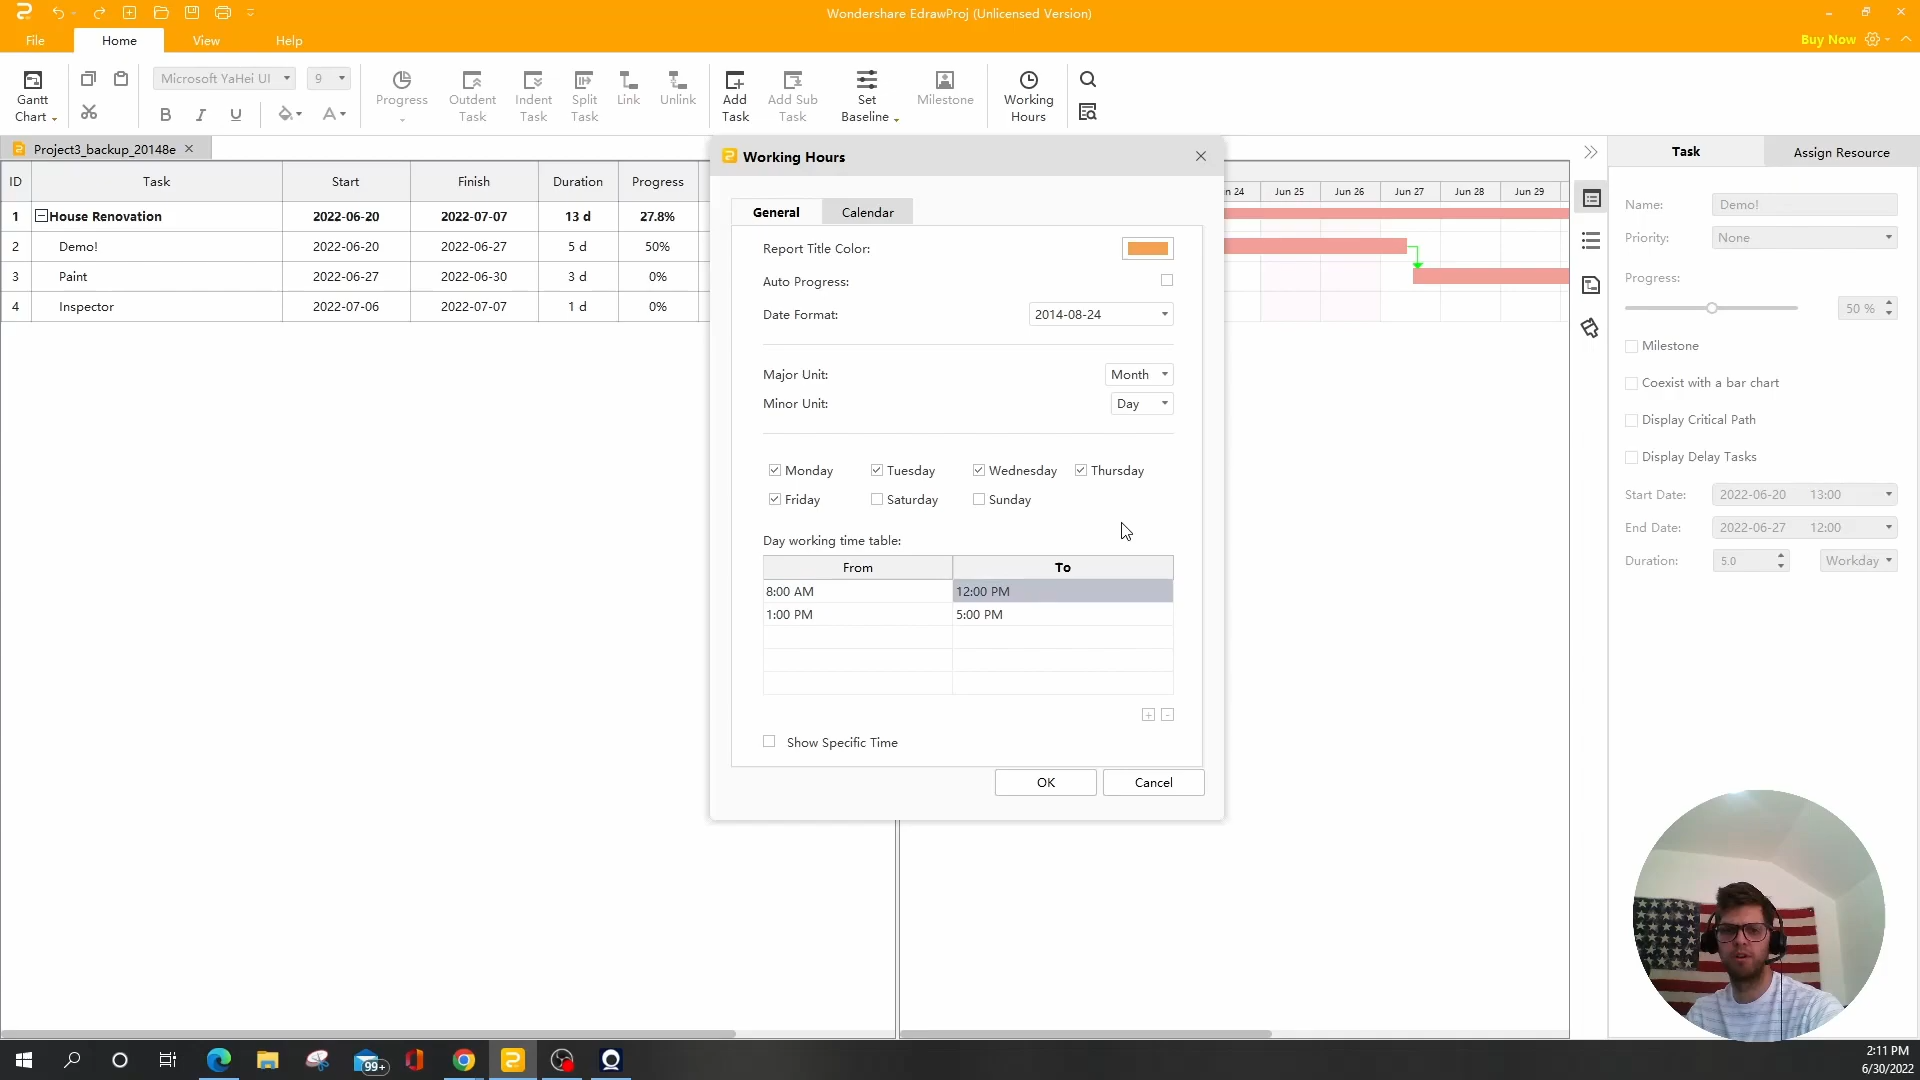 Wondershare EdrawProj (Unlicensed Version)
File Home View Help
Buy Now
Gantt Chart
Microsoft YaHei UI 9
B I U A
Progress
Outdent Task
Indent Task
Split Task
Link
Unlink
Add Task
Add Sub Task
Set Baseline
Milestone
Working Hours
Project3_backup_20148e
ID Task Start Finish Duration Progress
1 House Renovation 2022-06-20 2022-07-07 13 d 27.8%
2 Demo! 2022-06-20 2022-06-27 5 d 50%
3 Paint 2022-06-27 2022-06-30 3 d 0%
4 Inspector 2022-07-06 2022-07-07 1 d 0%
Working Hours
General Calendar
Report Title Color:
Auto Progress:
Date Format: 2014-08-24
Major Unit: Month
Minor Unit: Day
Monday Tuesday Wednesday Thursday
Friday Saturday Sunday
Day working time table:
From To
8:00 AM 12:00 PM
1:00 PM 5:00 PM
Show Specific Time
OK Cancel
n 24 Jun 25 Jun 26 Jun 27 Jun 28 Jun 29
Task Assign Resource
Name: Demo!
Priority: None
Progress:
50 %
Milestone
Coexist with a bar chart
Display Critical Path
Display Delay Tasks
Start Date: 2022-06-20 13:00
End Date: 2022-06-27 12:00
Duration: 5.0 Workday
99+
2:11 PM
6/30/2022